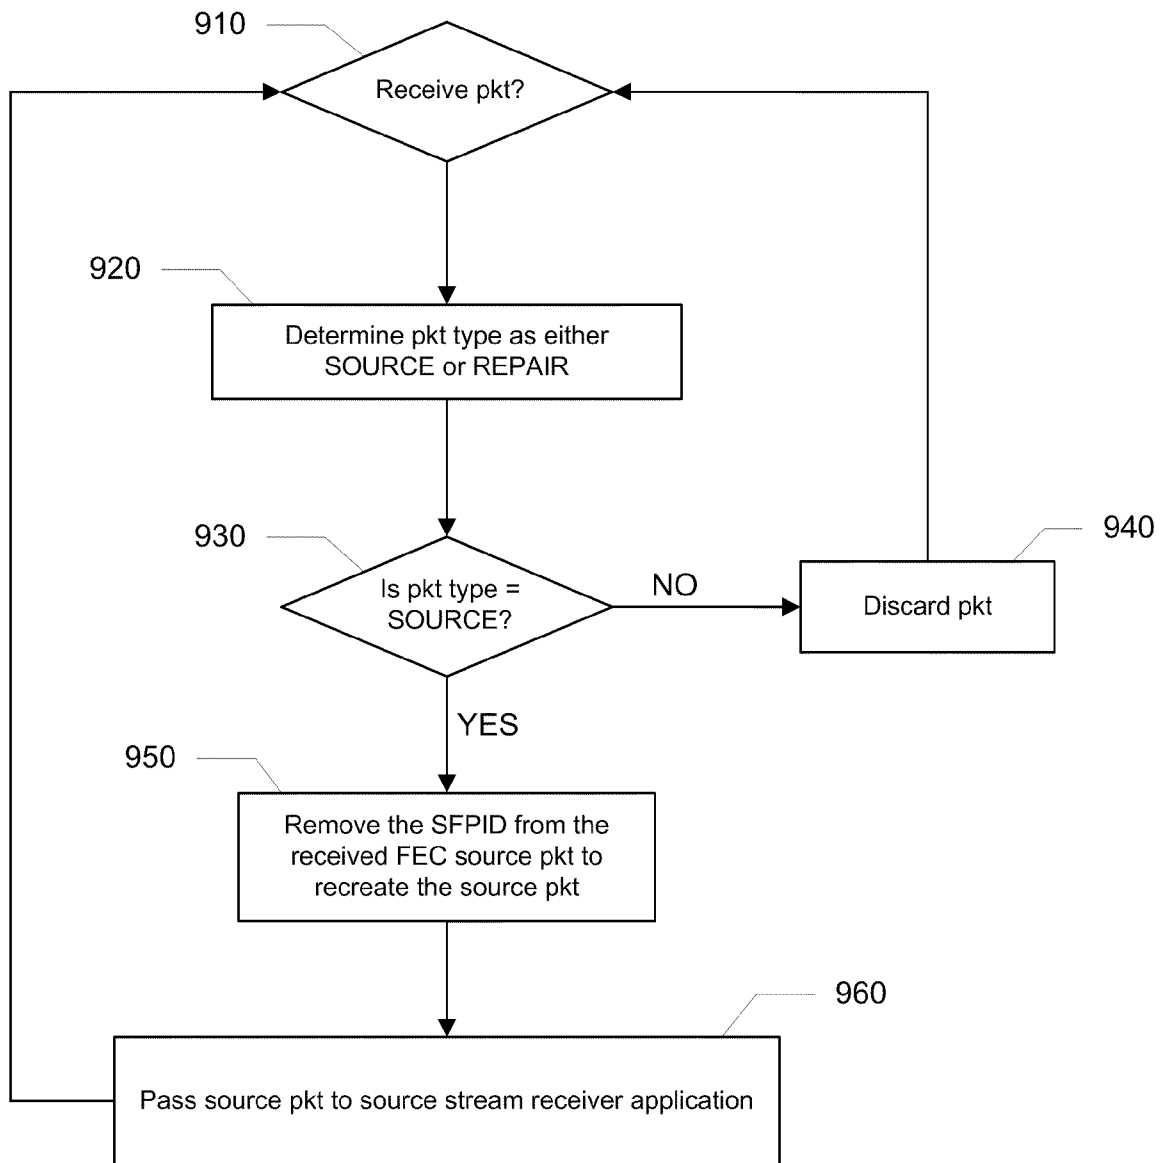 910
Receive pkt?
920
Determine pkt type as either
SOURCE or REPAIR
930
Is pkt type =
SOURCE?
NO
940
Discard pkt
YES
950
Remove the SFPID from the
received FEC source pkt to
recreate the source pkt
960
Pass source pkt to source stream receiver application